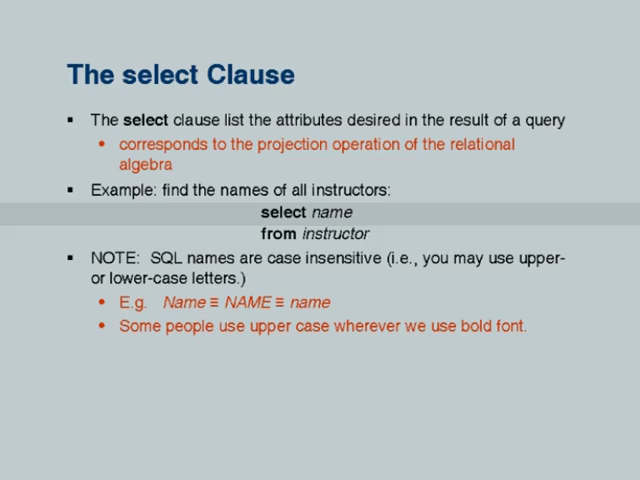 The select Clause
▪ The select clause list the attributes desired in the result of a query
• corresponds to the projection operation of the relational
algebra
▪ Example: find the names of all instructors:
select name
from instructor
▪ NOTE: SQL names are case insensitive (i.e., you may use upper-
or lower-case letters.)
• E.g. Name ≡ NAME ≡ name
• Some people use upper case wherever we use bold font.